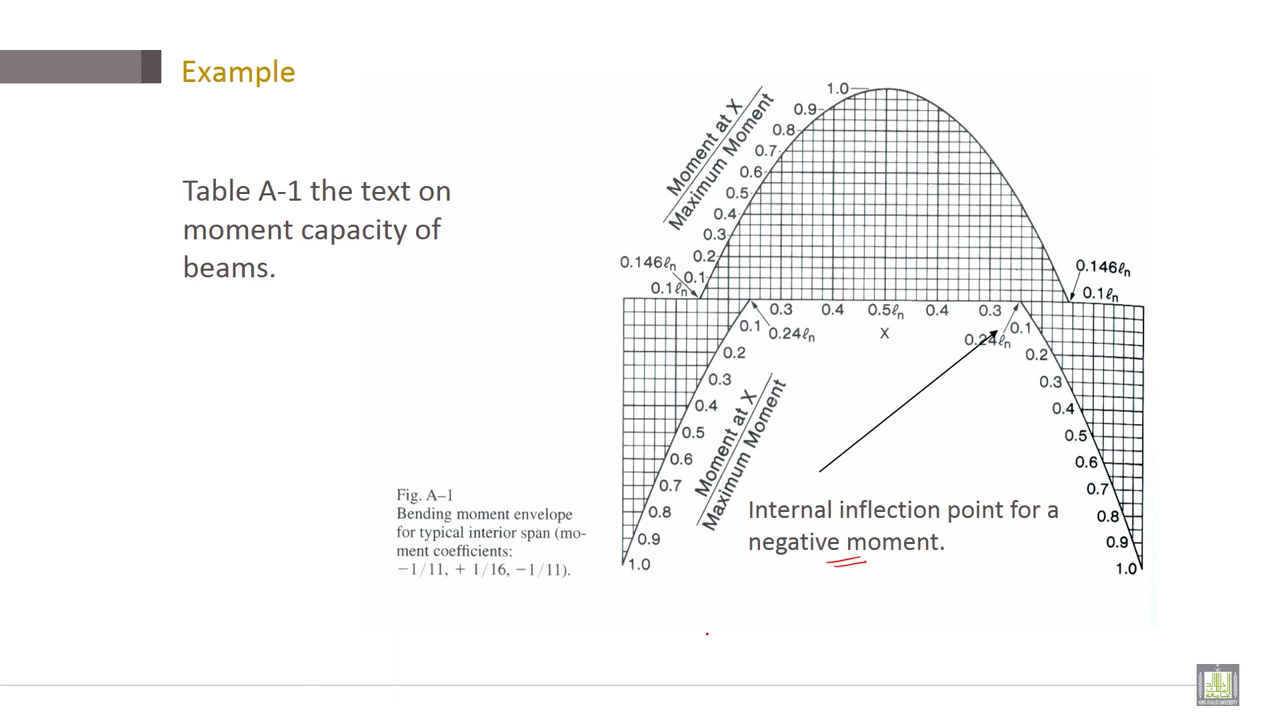 Example
Table A-1 the text on
moment capacity of
beams.
Moment at X
Maximum Moment
1.0
0.9
0.8
0.7
0.6
0.5
0.4
0.3
0.2
0.1
0.146ℓn
0.1ℓn
0.146ℓn
0.1ℓn
0.3 0.4 0.5ℓn 0.4 0.3
X
0.24ℓn
0.24ℓn
0.1
0.2
0.3
0.4
0.5
0.6
0.7
0.8
0.9
1.0
Moment at X
Maximum Moment
0.1
0.2
0.3
0.4
0.5
0.6
0.7
0.8
0.9
1.0
Internal inflection point for a
negative moment.
Fig. A–1
Bending moment envelope
for typical interior span (mo-
ment coefficients:
−1/11, + 1/16, −1/11).
KING KHALID UNIVERSITY